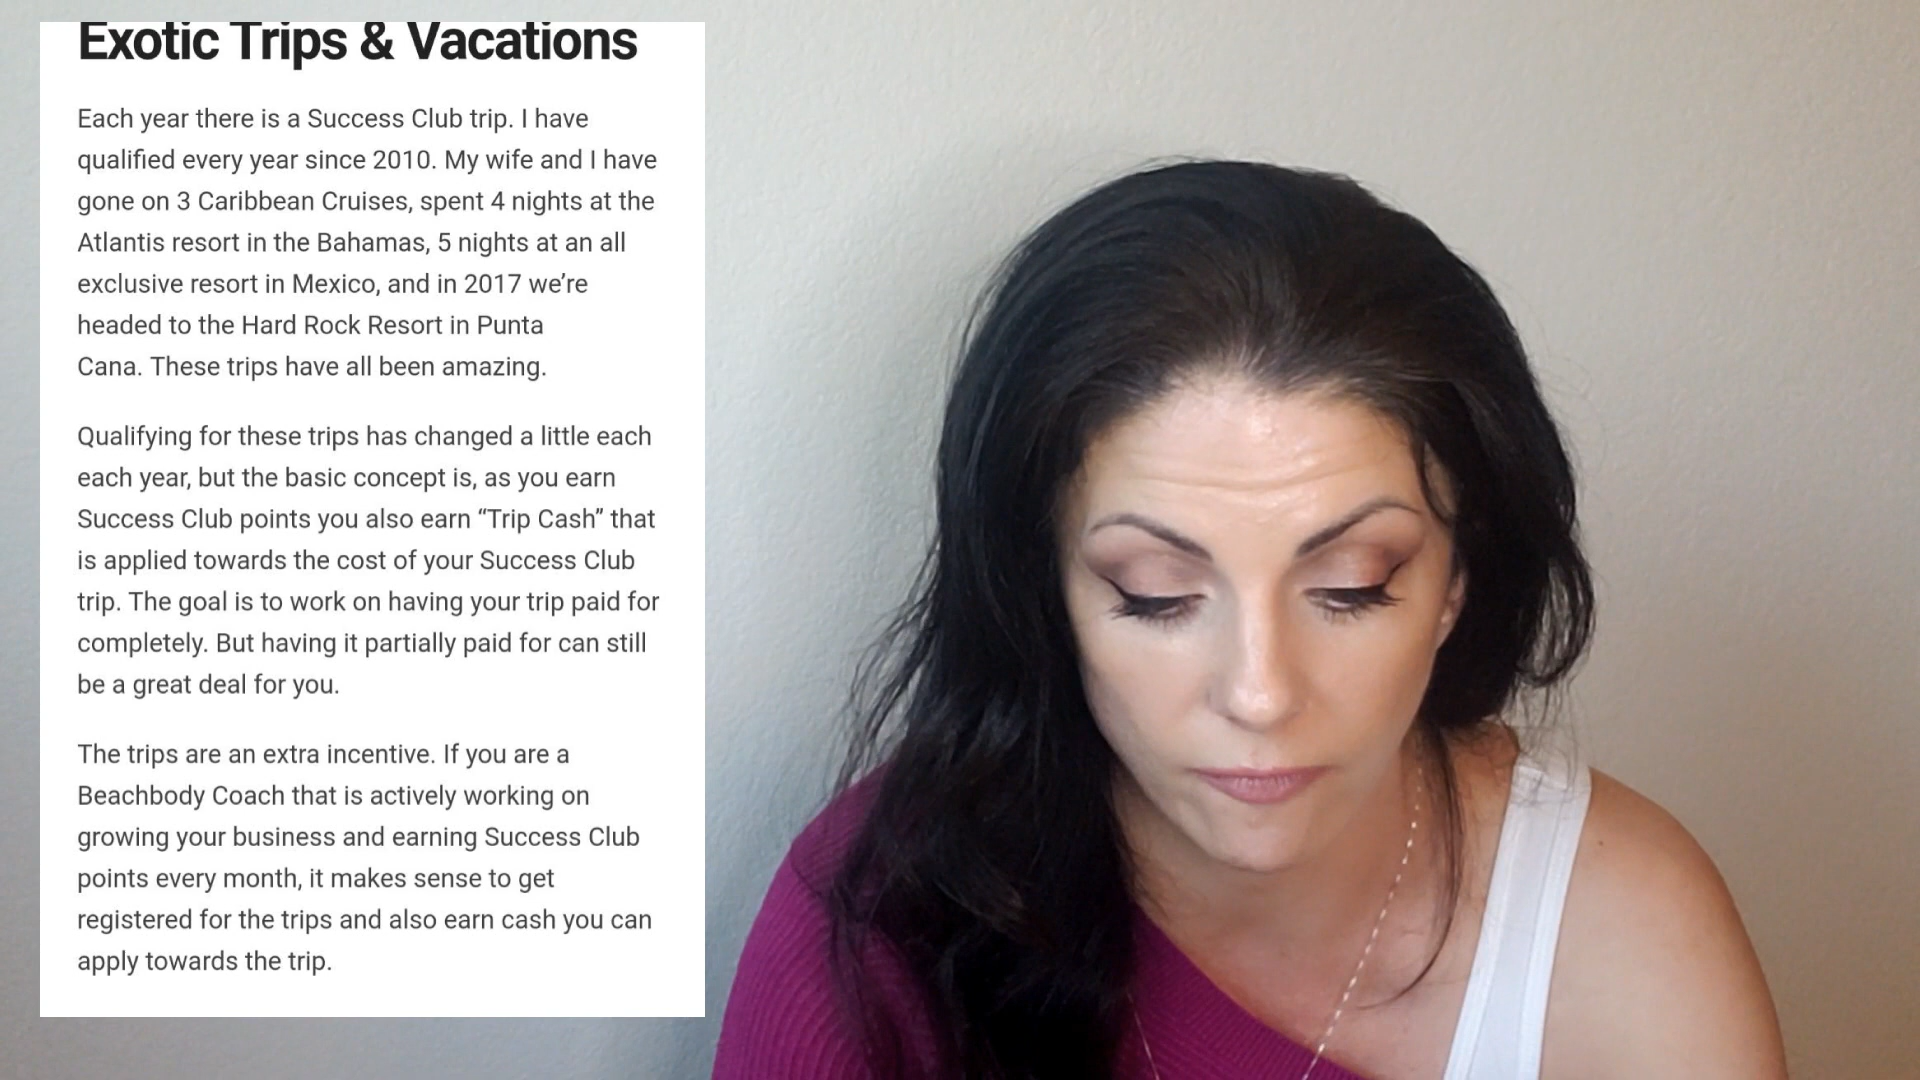 Exotic Trips & Vacations
Each year there is a Success Club trip. I have
qualified every year since 2010. My wife and I have
gone on 3 Caribbean Cruises, spent 4 nights at the
Atlantis resort in the Bahamas, 5 nights at an all
exclusive resort in Mexico, and in 2017 we’re
headed to the Hard Rock Resort in Punta
Cana. These trips have all been amazing.
Qualifying for these trips has changed a little each
each year, but the basic concept is, as you earn
Success Club points you also earn “Trip Cash” that
is applied towards the cost of your Success Club
trip. The goal is to work on having your trip paid for
completely. But having it partially paid for can still
be a great deal for you.
The trips are an extra incentive. If you are a
Beachbody Coach that is actively working on
growing your business and earning Success Club
points every month, it makes sense to get
registered for the trips and also earn cash you can
apply towards the trip.